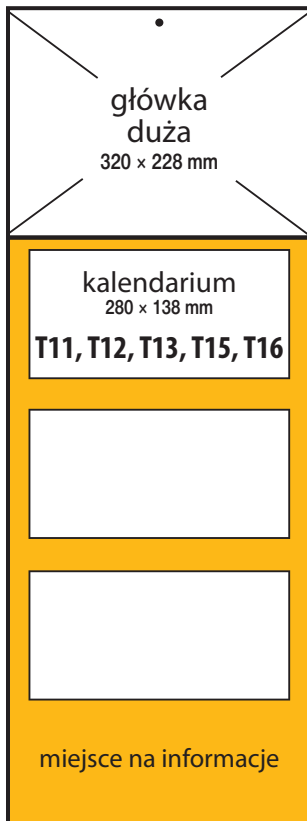 główka
duża
320 × 228 mm
kalendarium
280 × 138 mm
T11, T12, T13, T15, T16
miejsce na informacje